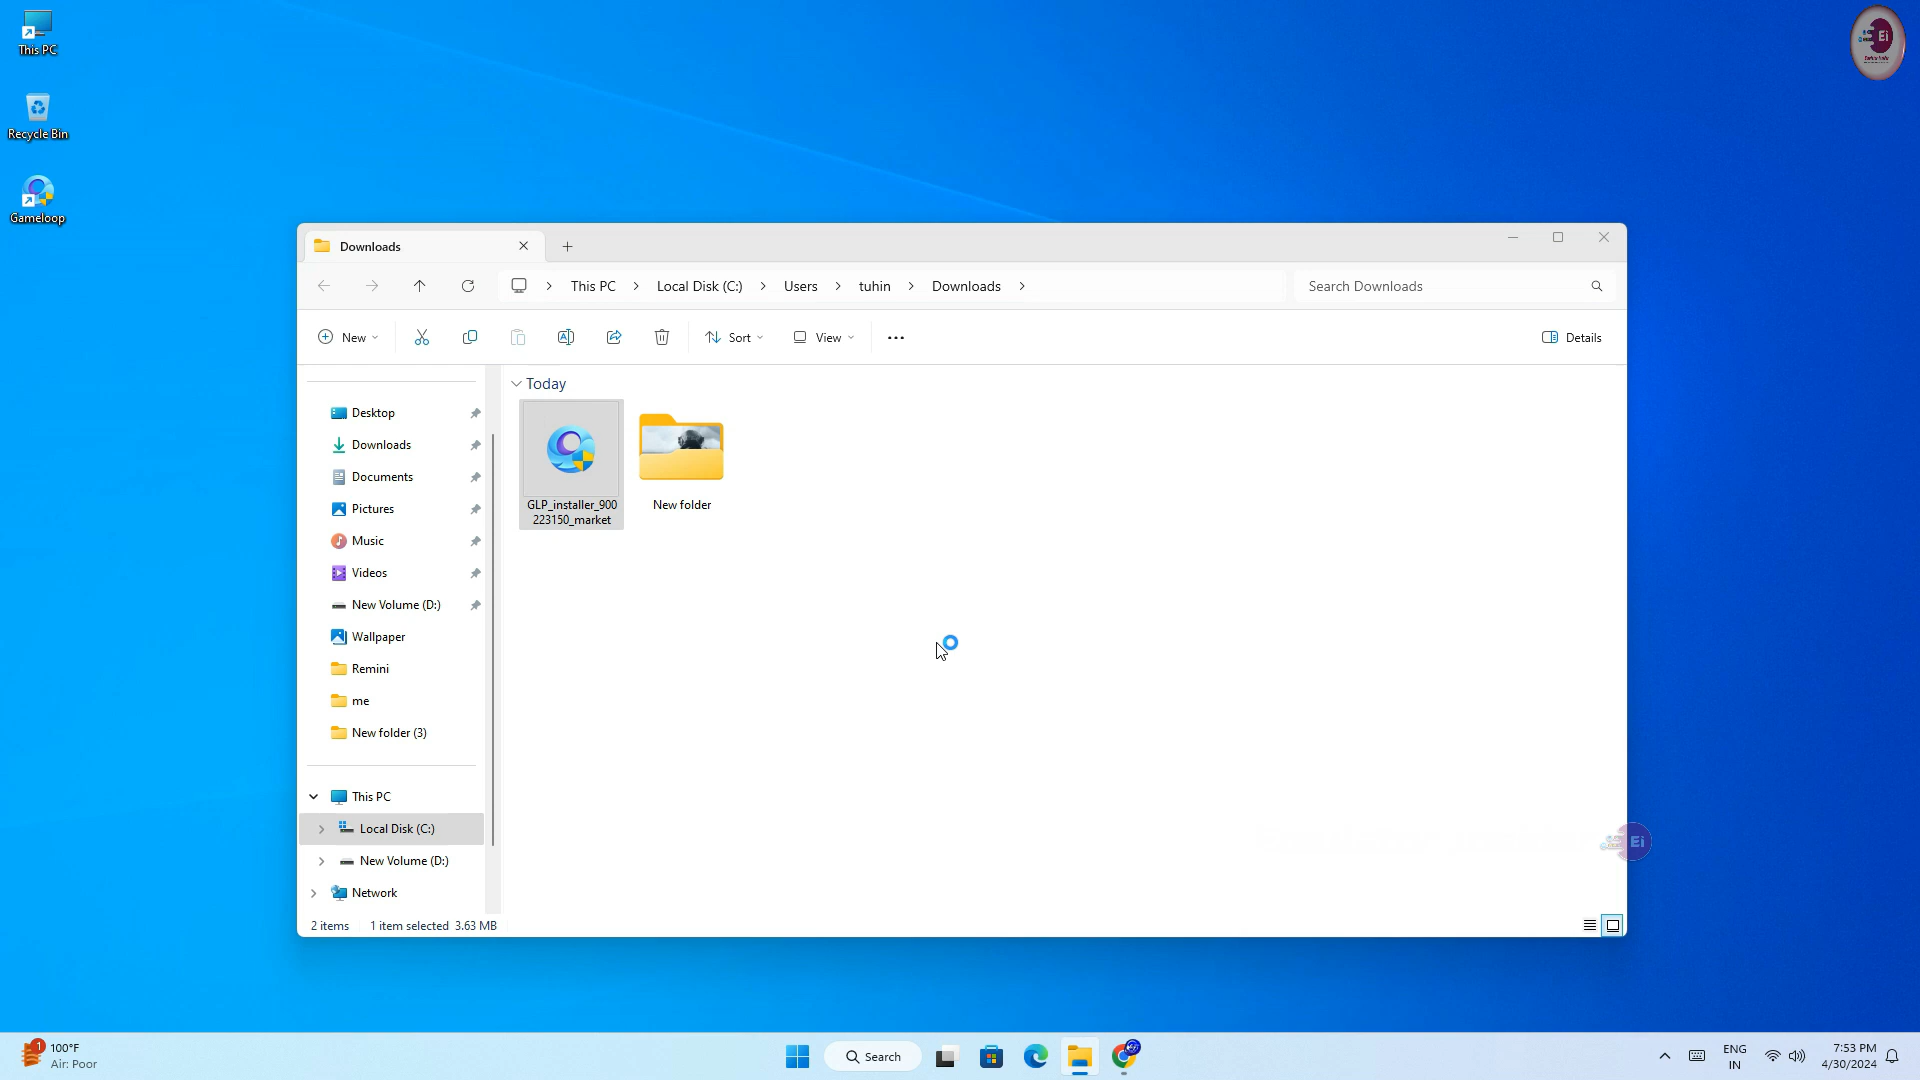 This PC
Recycle Bin
Gameloop
Ei
Downloads
This PC
Local Disk (C:)
Users
tuhin
Downloads
Search Downloads
New
Sort
View
Details
Desktop
Downloads
Documents
Pictures
Music
Videos
New Volume (D:)
Wallpaper
Remini
me
New folder (3)
This PC
Local Disk (C:)
New Volume (D:)
Network
Today
GLP_installer_900
223150_market
New folder
Ei
2 items
1 item selected 3.63 MB
1
100°F
Air: Poor
Search
ENG
IN
7:53 PM
4/30/2024